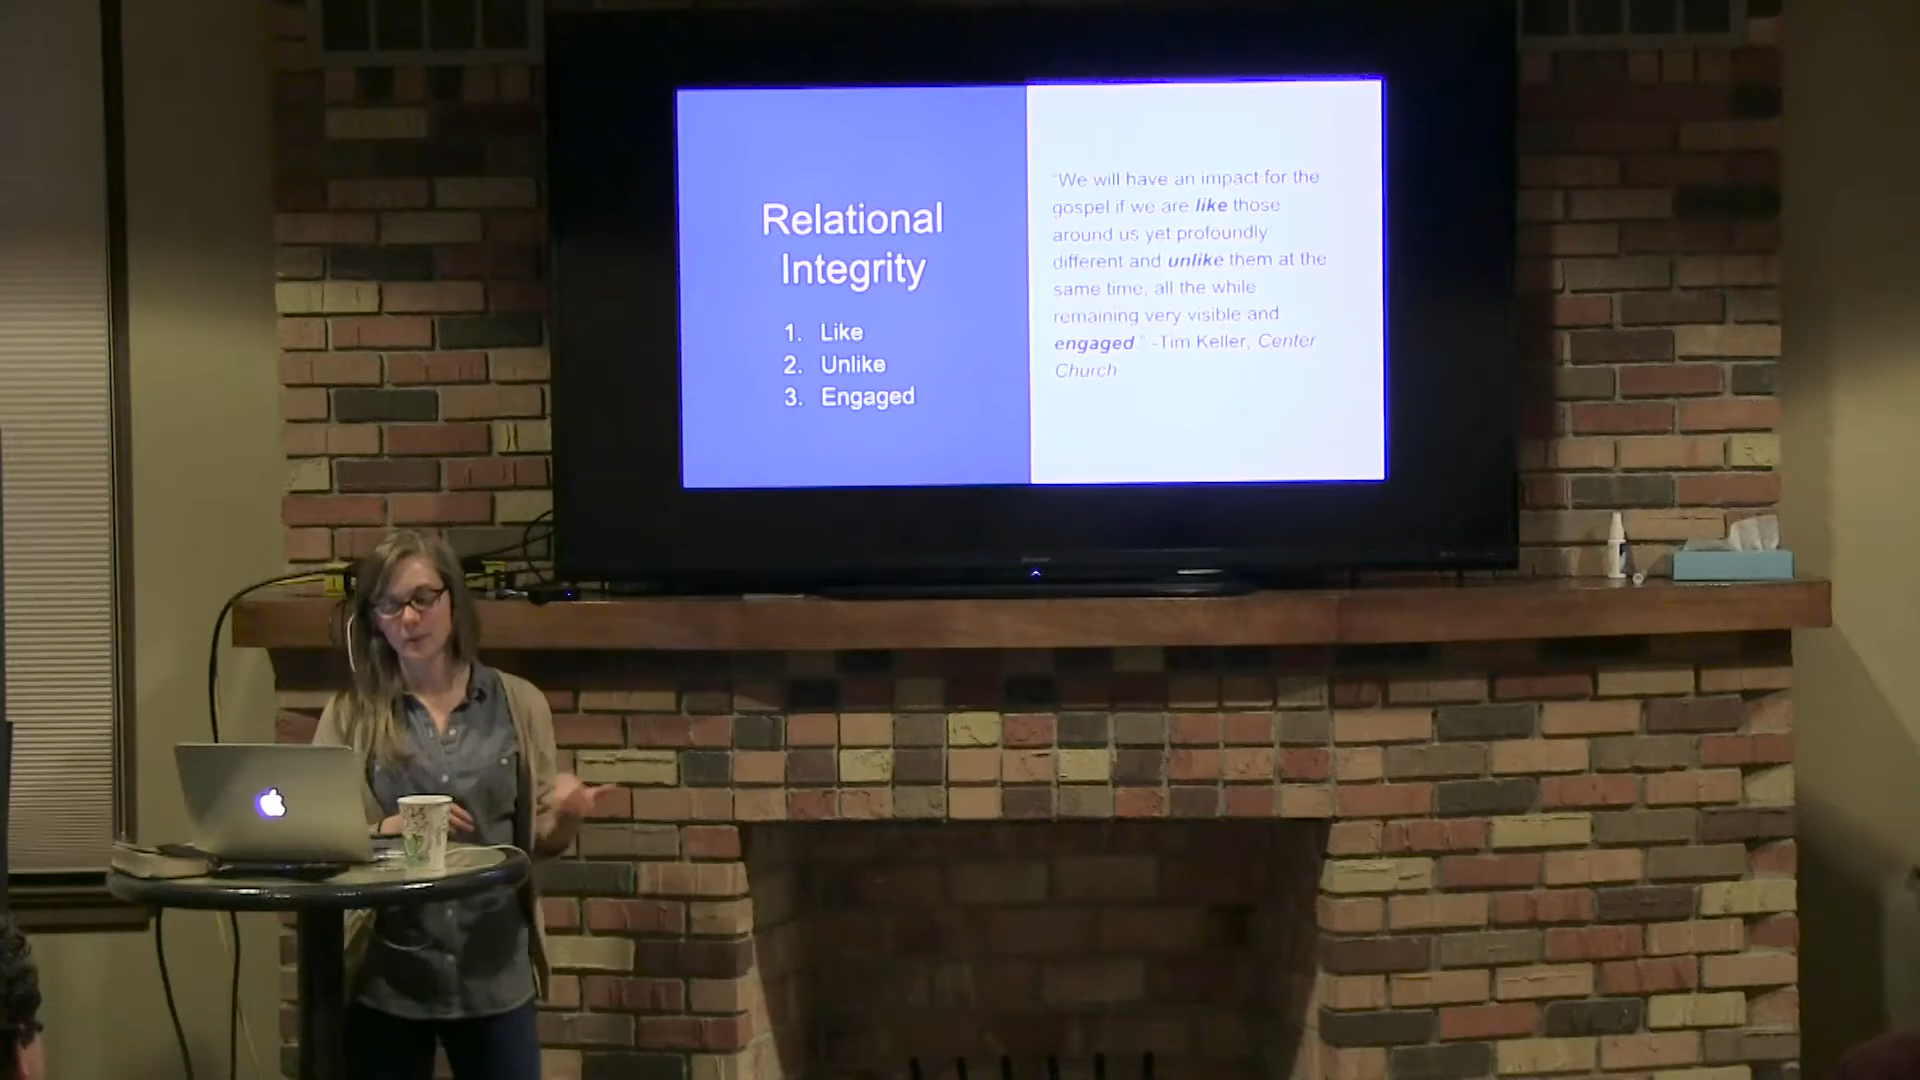 Relational
Integrity
1. Like
2. Unlike
3. Engaged
“We will have an impact for the
gospel if we are like those
around us yet profoundly
different and unlike them at the
same time, all the while
remaining very visible and
engaged.” -Tim Keller, Center
Church